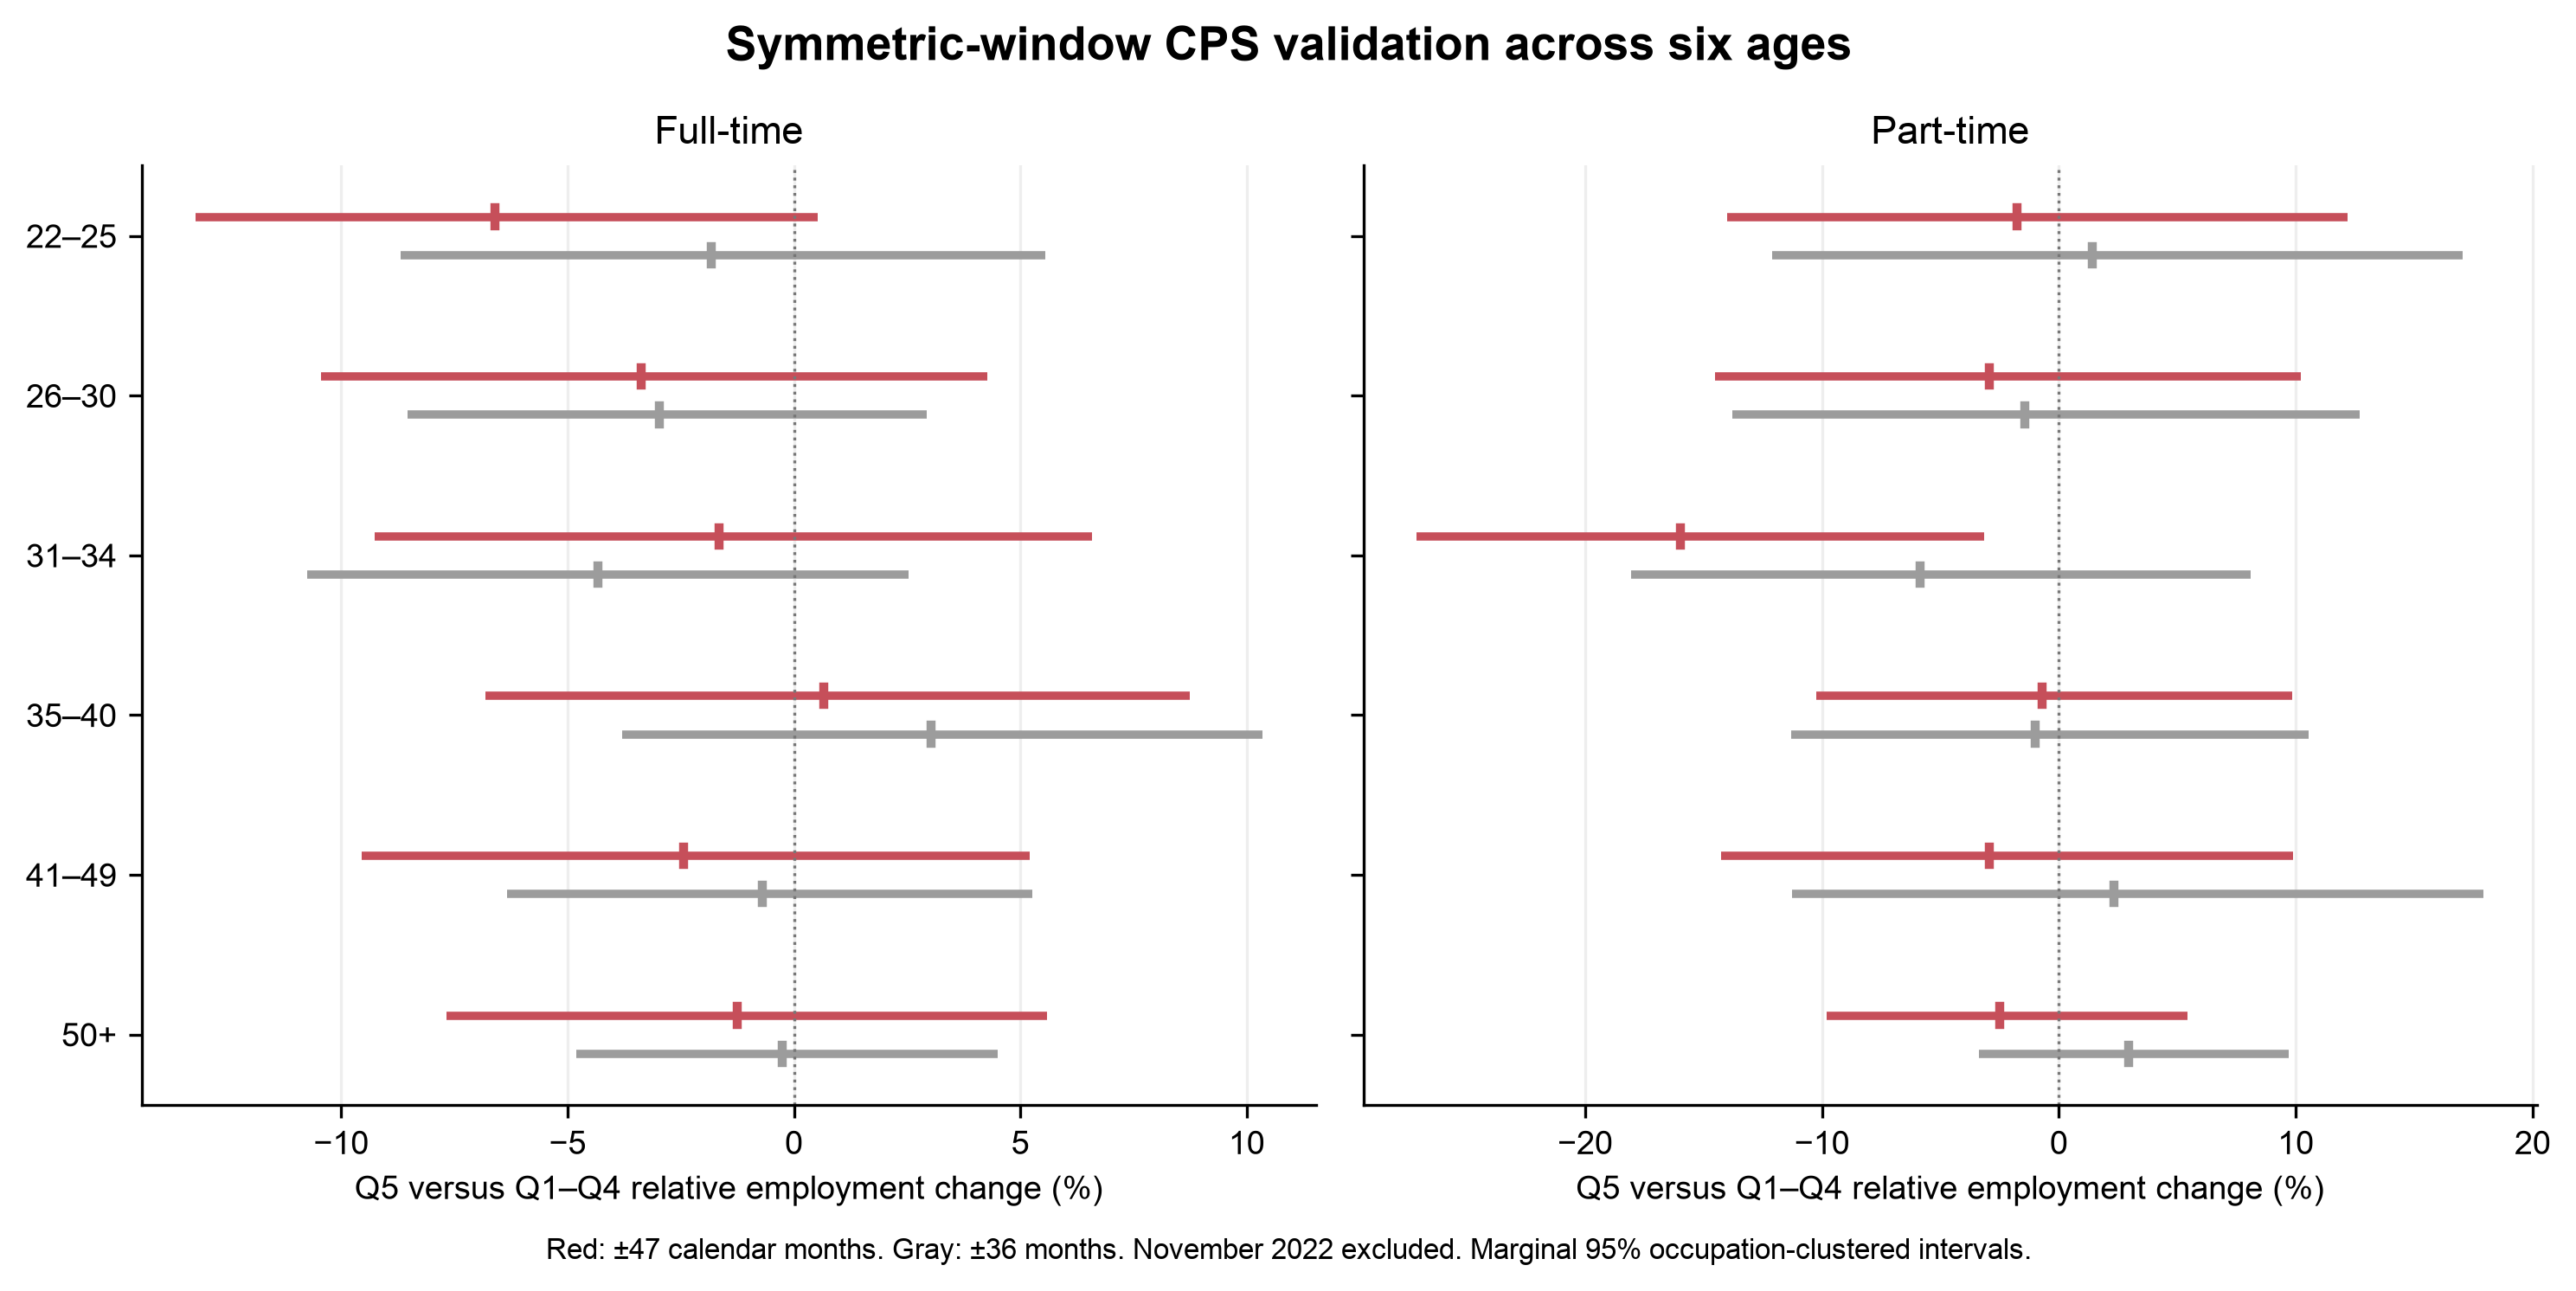 Symmetric-window CPS validation across six ages
Full-time
Part-time
22–25
26–30
31–34
35–40
41–49
50+
−10 −5 0 5 10
−20 −10 0 10 20
Q5 versus Q1–Q4 relative employment change (%)
Q5 versus Q1–Q4 relative employment change (%)
Red: ±47 calendar months. Gray: ±36 months. November 2022 excluded. Marginal 95% occupation-clustered intervals.